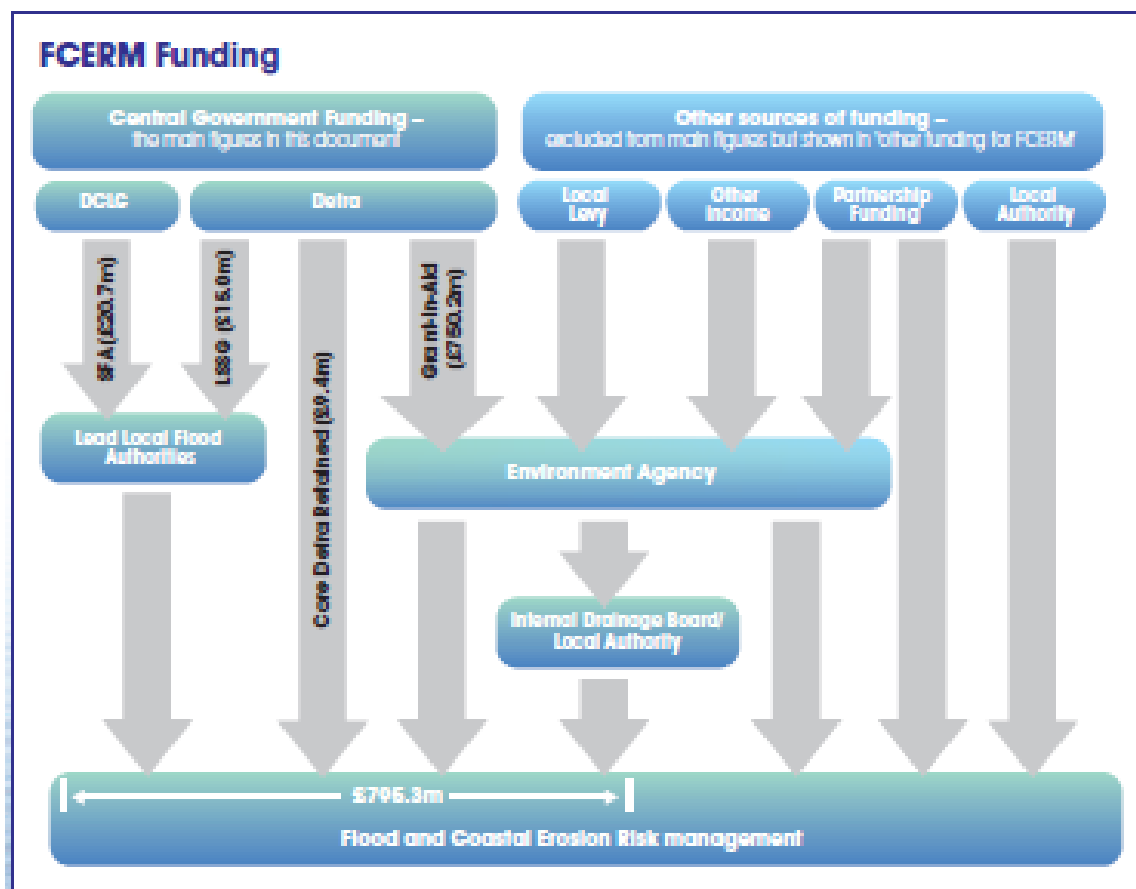 FCERM Funding
Central Government Funding –
the main figures in this document
Other sources of funding –
excluded from main figures but shown in 'other funding for FCERM'
DCLG
Defra
Local
Levy
Other
Income
Partnership
Funding
Local
Authority
SFA (£20.7m)
LSSG (£15.0m)
Core Defra Retained (£9.4m)
Grant-in-Aid
(£750.2m)
Lead Local Flood
Authorities
Environment Agency
Internal Drainage Board/
Local Authority
£795.3m
Flood and Coastal Erosion Risk management